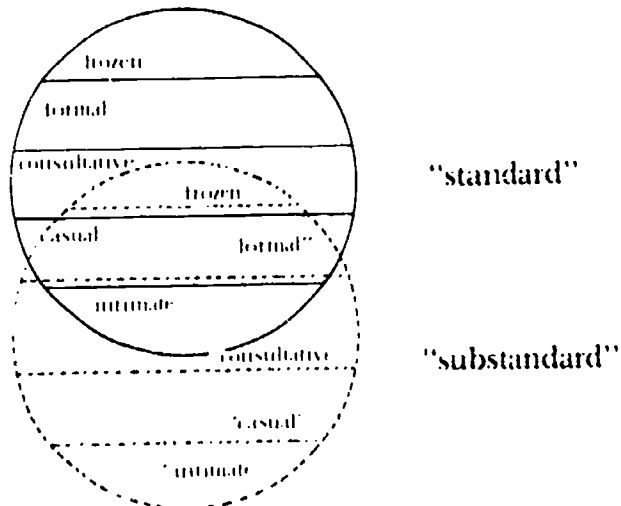 frozen
formal
consultative
"standard"
frozen
casual
formal"
intimate
consultative
"substandard"
"casual"
"intimate